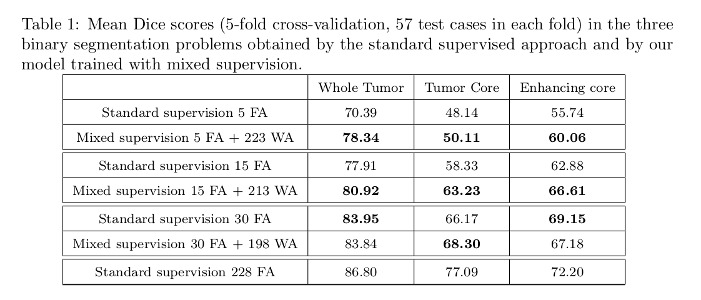 Table 1: Mean Dice scores (5-fold cross-validation, 57 test cases in each fold) in the three
binary segmentation problems obtained by the standard supervised approach and by our
model trained with mixed supervision.
Whole Tumor Tumor Core Enhancing core
Standard supervision 5 FA 70.39 48.14 55.74
Mixed supervision 5 FA + 223 WA 78.34 50.11 60.06
Standard supervision 15 FA 77.91 58.33 62.88
Mixed supervision 15 FA + 213 WA 80.92 63.23 66.61
Standard supervision 30 FA 83.95 66.17 69.15
Mixed supervision 30 FA + 198 WA 83.84 68.30 67.18
Standard supervision 228 FA 86.80 77.09 72.20